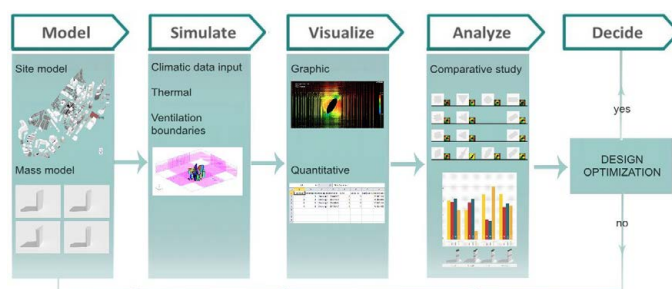 Model
Simulate
Visualize
Analyze
Decide
Site model
Mass model
Climatic data input
Thermal
Ventilation
boundaries
Graphic
Quantitative
Comparative study
yes
DESIGN
OPTIMIZATION
no